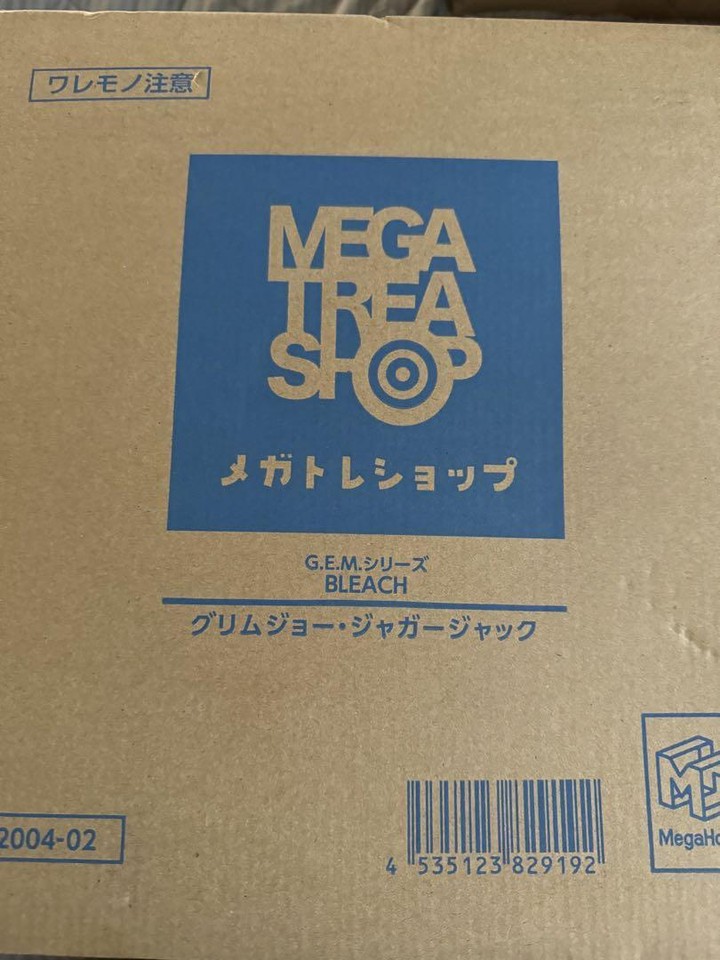 ワレモノ注意
MEGA
TREA
SHOP
メガトレショップ
G.E.M.シリーズ
BLEACH
グリムジョー・ジャガージャック
2004-02
4 535123 829192
MegaHo